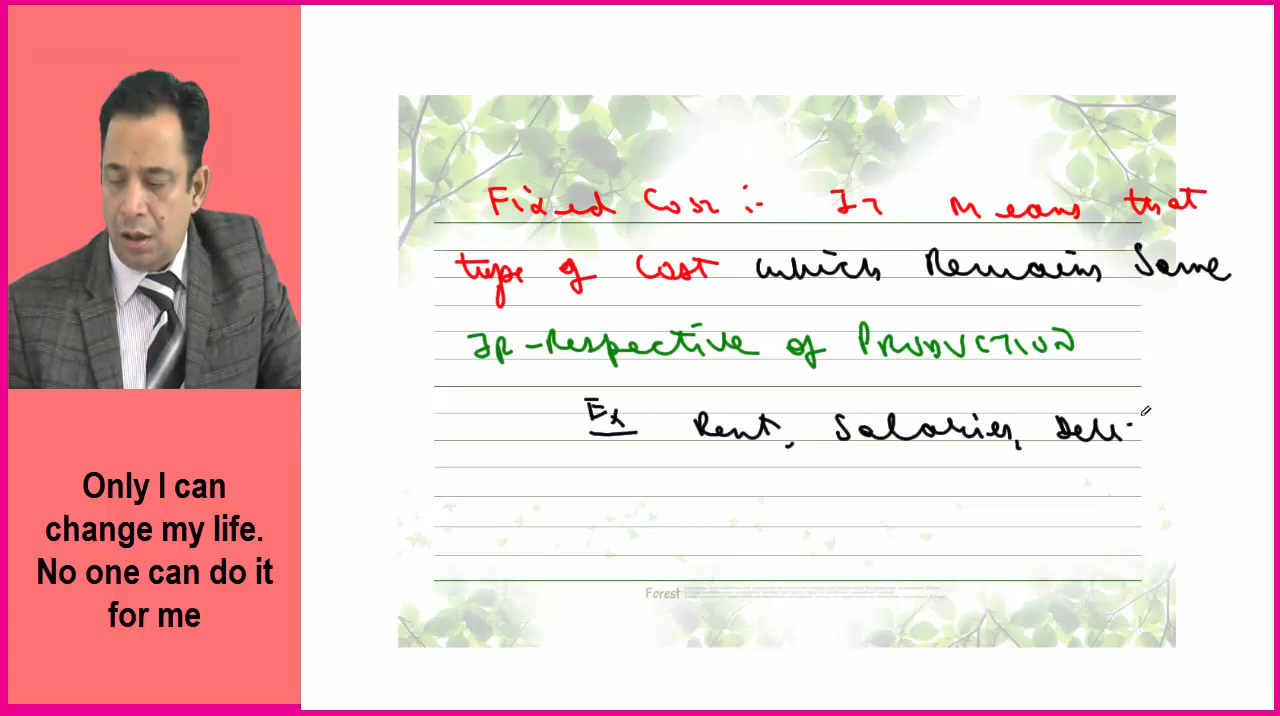 Fixed Cost :- It Means that
type of Cost which Remains Same
IR-Respective of PRODUCTION
Ex Rent, Salaries,
Forest
Only I can
change my life.
No one can do it
for me